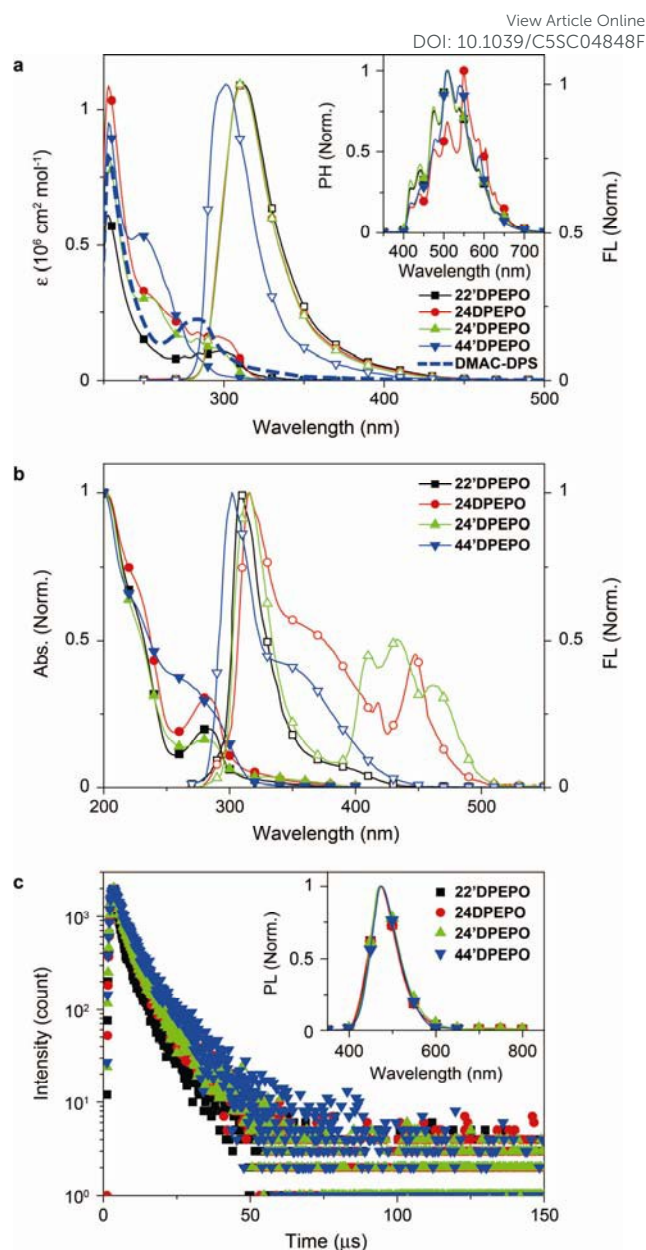 View Article Online
DOI: 10.1039/C5SC04848F
a
ε (10⁶ cm² mol⁻¹)
1
0.5
0
300
400
500
Wavelength (nm)
1
0.5
0
FL (Norm.)
PH (Norm.)
1
0.75
0.5
0.25
0
400 500 600 700
Wavelength (nm)
22'DPEPO
24DPEPO
24'DPEPO
44'DPEPO
DMAC-DPS
b
Abs. (Norm.)
1
0.5
0
200
300
400
500
Wavelength (nm)
1
0.5
0
FL (Norm.)
22'DPEPO
24DPEPO
24'DPEPO
44'DPEPO
c
Intensity (count)
10³
10²
10¹
10⁰
0
50
100
150
Time (μs)
PL (Norm.)
1
0.5
0
400
600
800
Wavelength (nm)
22'DPEPO
24DPEPO
24'DPEPO
44'DPEPO